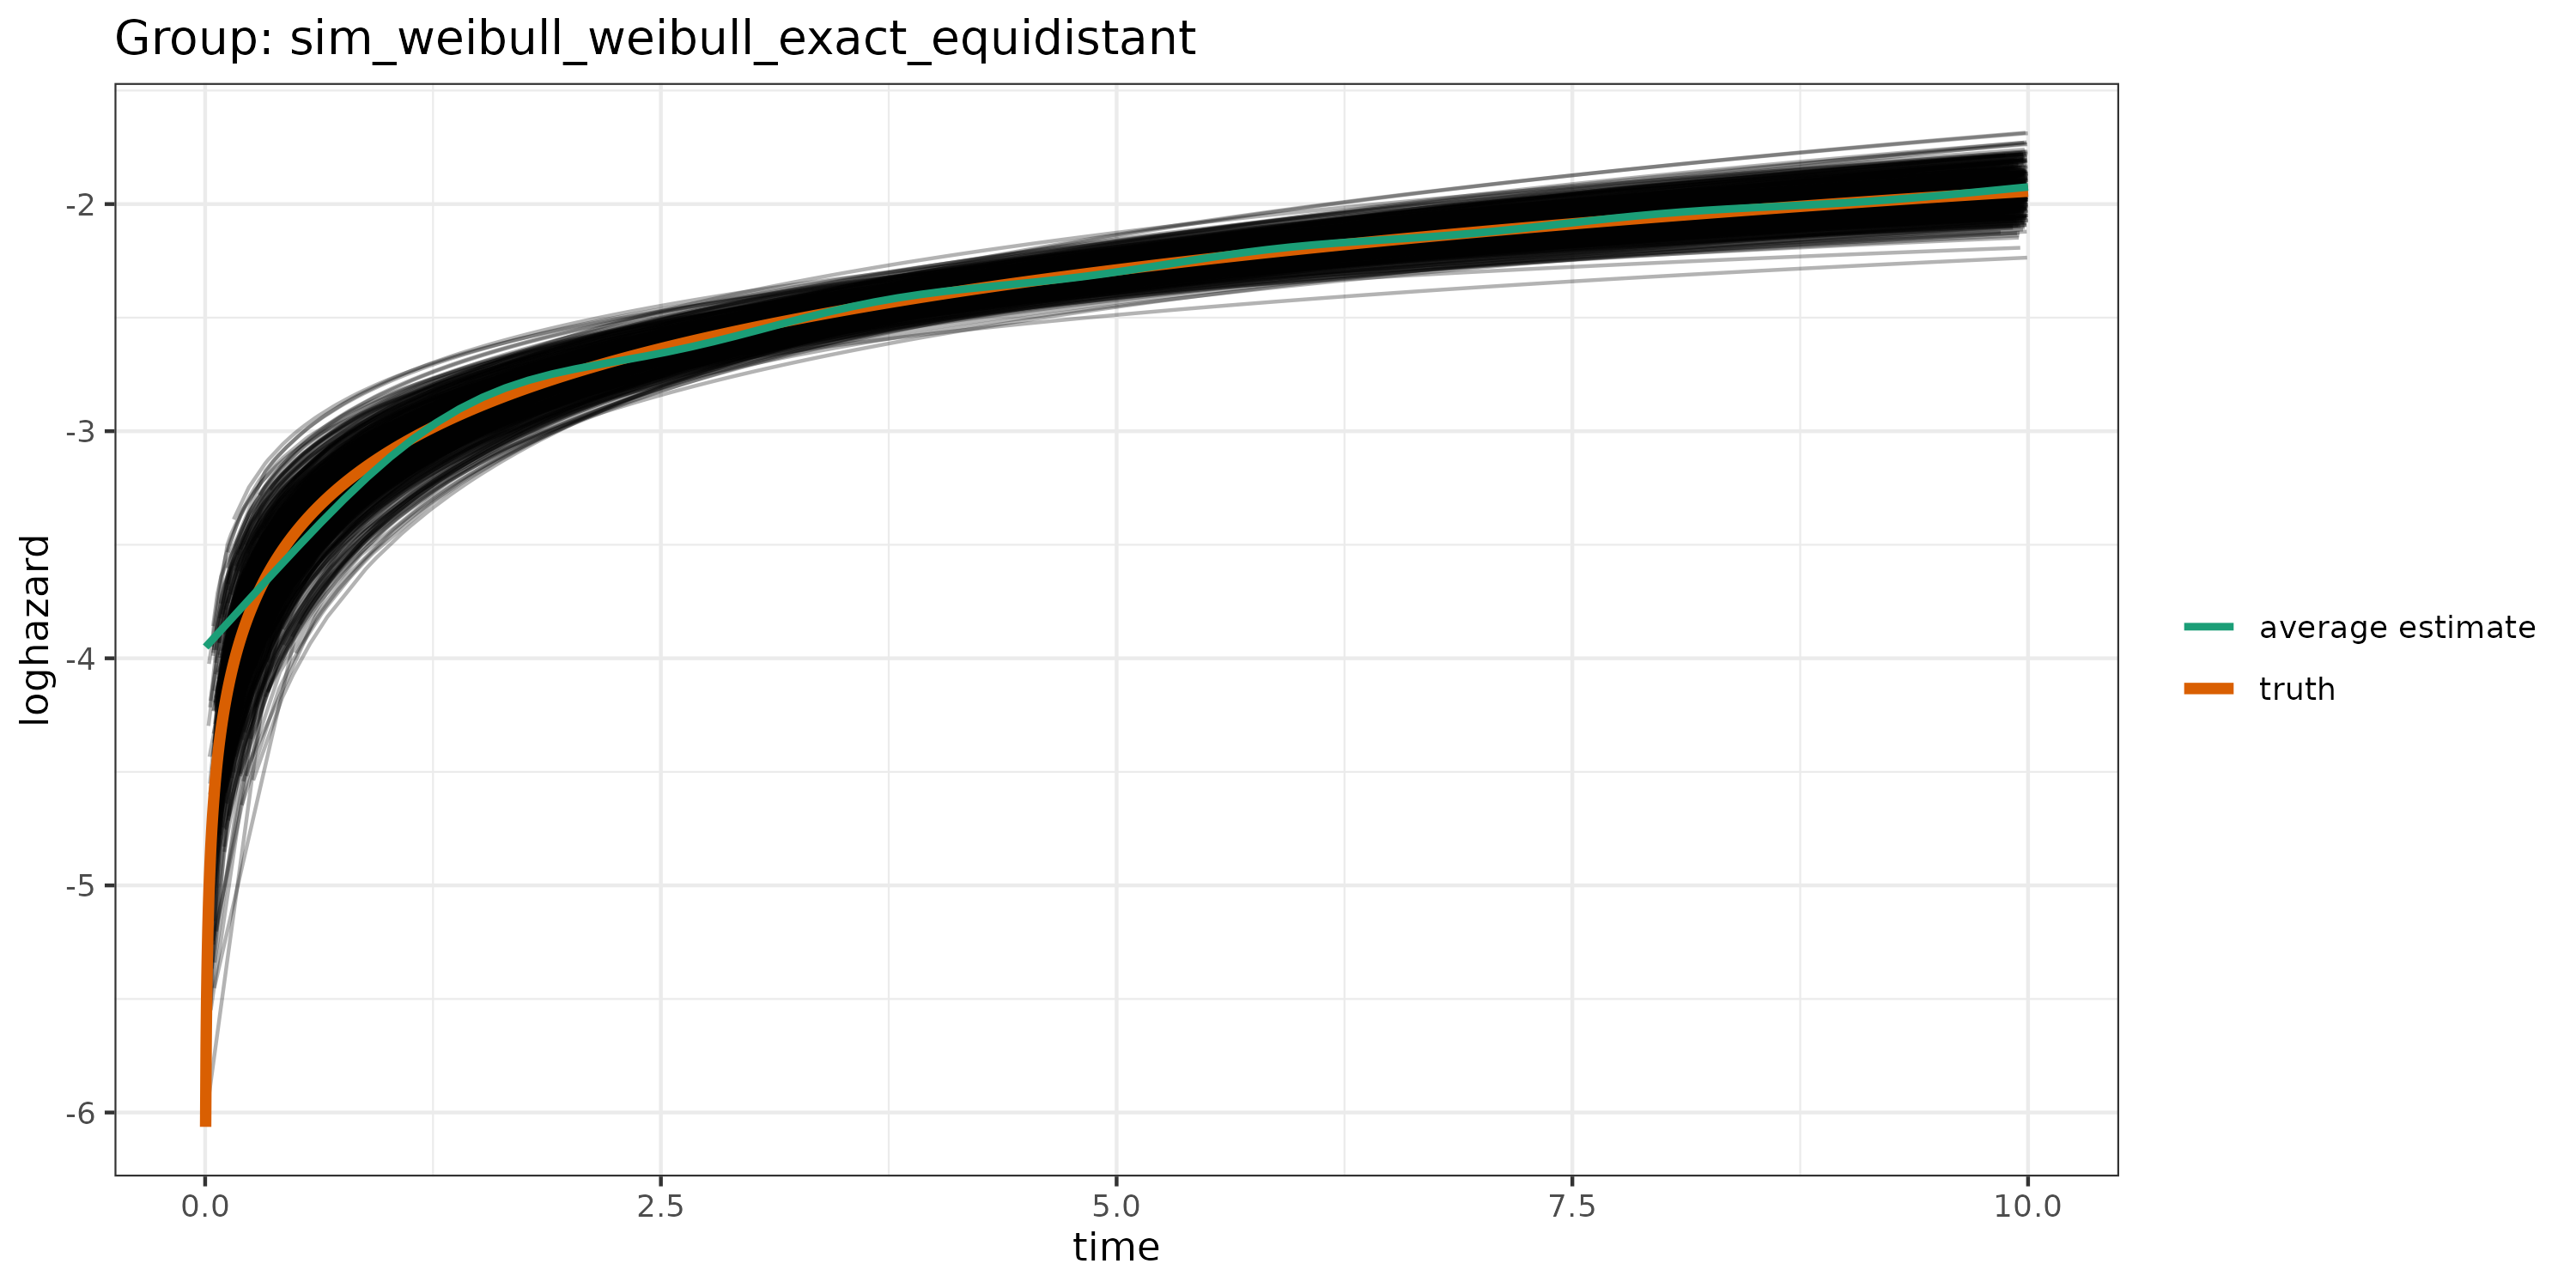 Group: sim_weibull_weibull_exact_equidistant
loghazard
-2
-3
-4
-5
-6
0.0 2.5 5.0 7.5 10.0
time
average estimate
truth